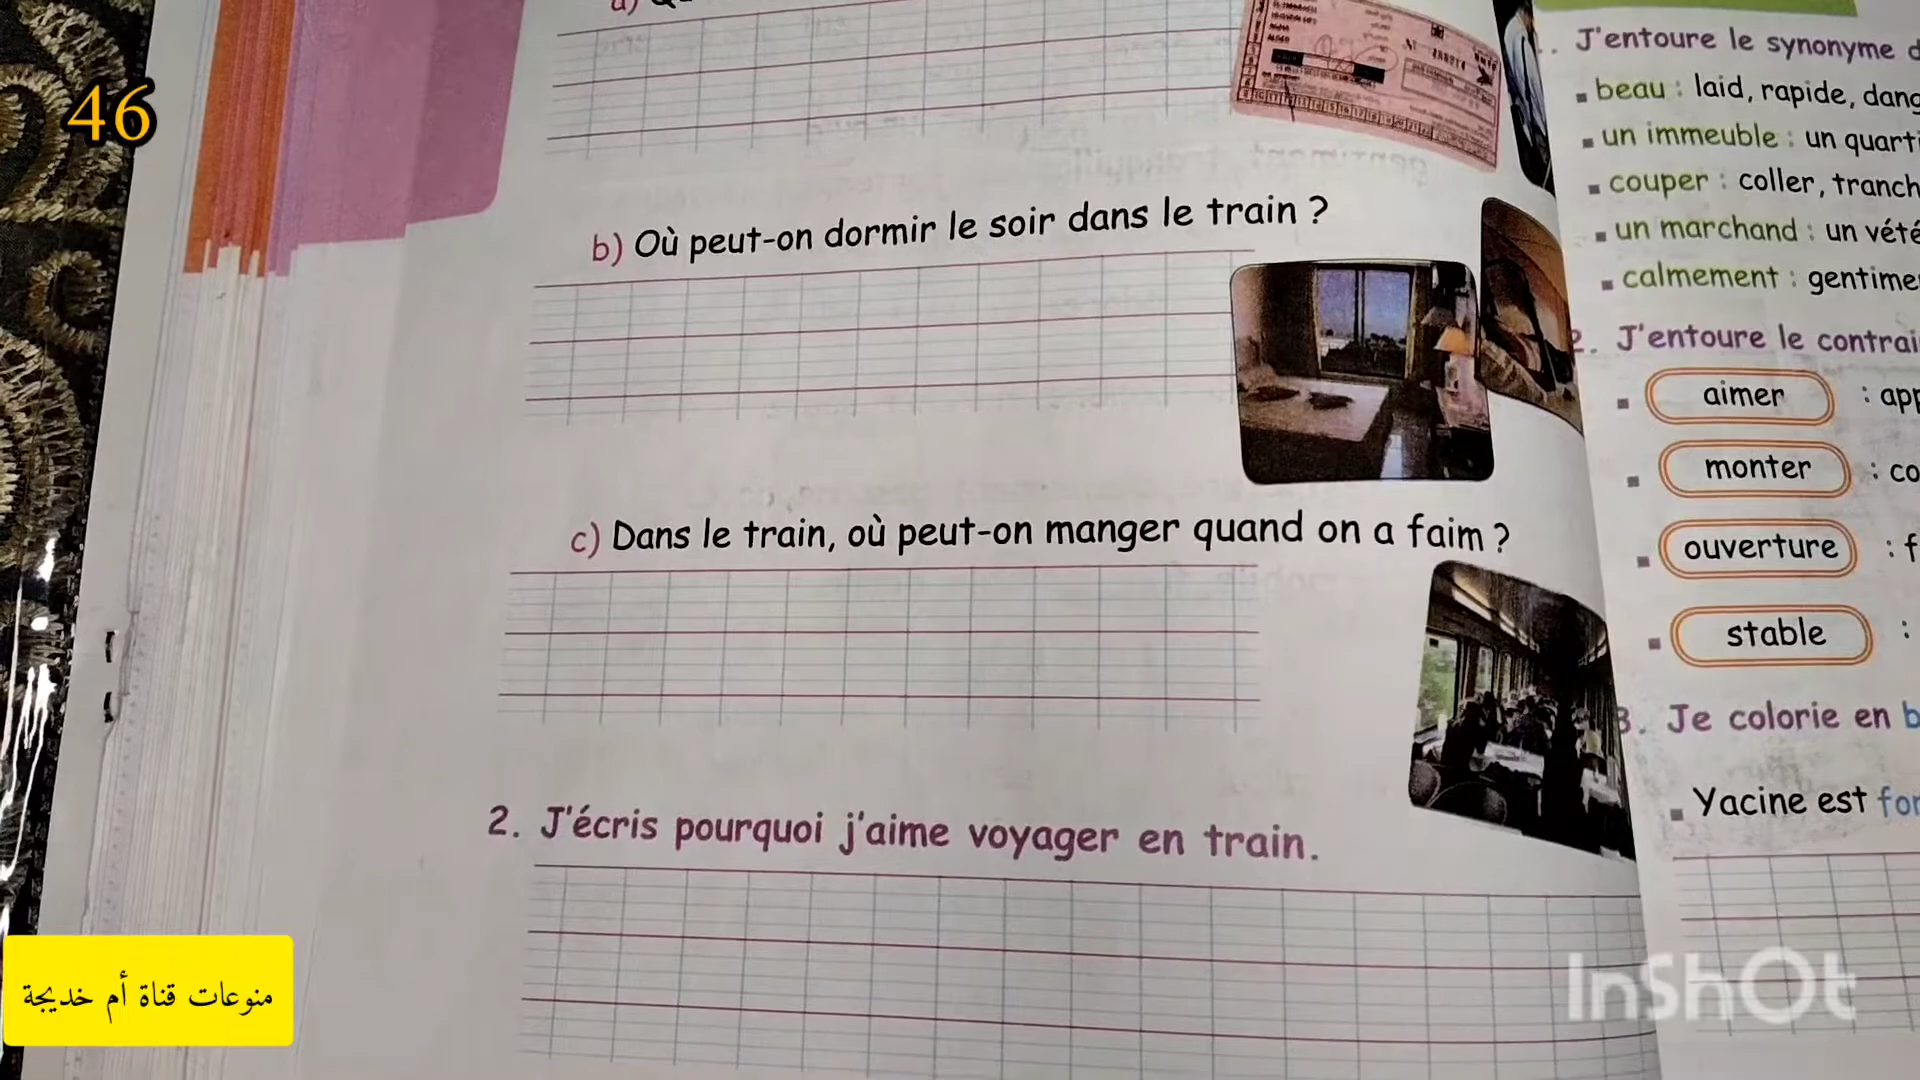 46
a)
b) Où peut-on dormir le soir dans le train ?
c) Dans le train, où peut-on manger quand on a faim ?
2. J'écris pourquoi j'aime voyager en train.
J'entoure le synonyme
beau : laid, rapide,
un immeuble : un
couper : coller,
un marchand : un
calmement :
2. J'entoure le
aimer :
monter :
ouverture :
stable :
3. Je colorie en
Yacine est
منوعات قناة أم خديجة
InShOt